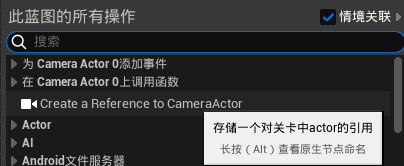 此蓝图的所有操作
情境关联
搜索
为 Camera Actor 0添加事件
在 Camera Actor 0上调用函数
Create a Reference to CameraActor
存储一个对关卡中actor的引用
长按（Alt）查看原生节点命名
Actor
AI
Android文件服务器